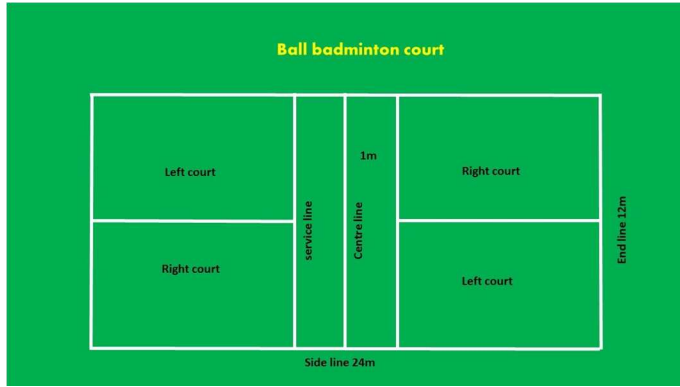 Ball badminton court
Left court
1m
Right court
service line
Centre line
End line 12m
Right court
Left court
Side line 24m